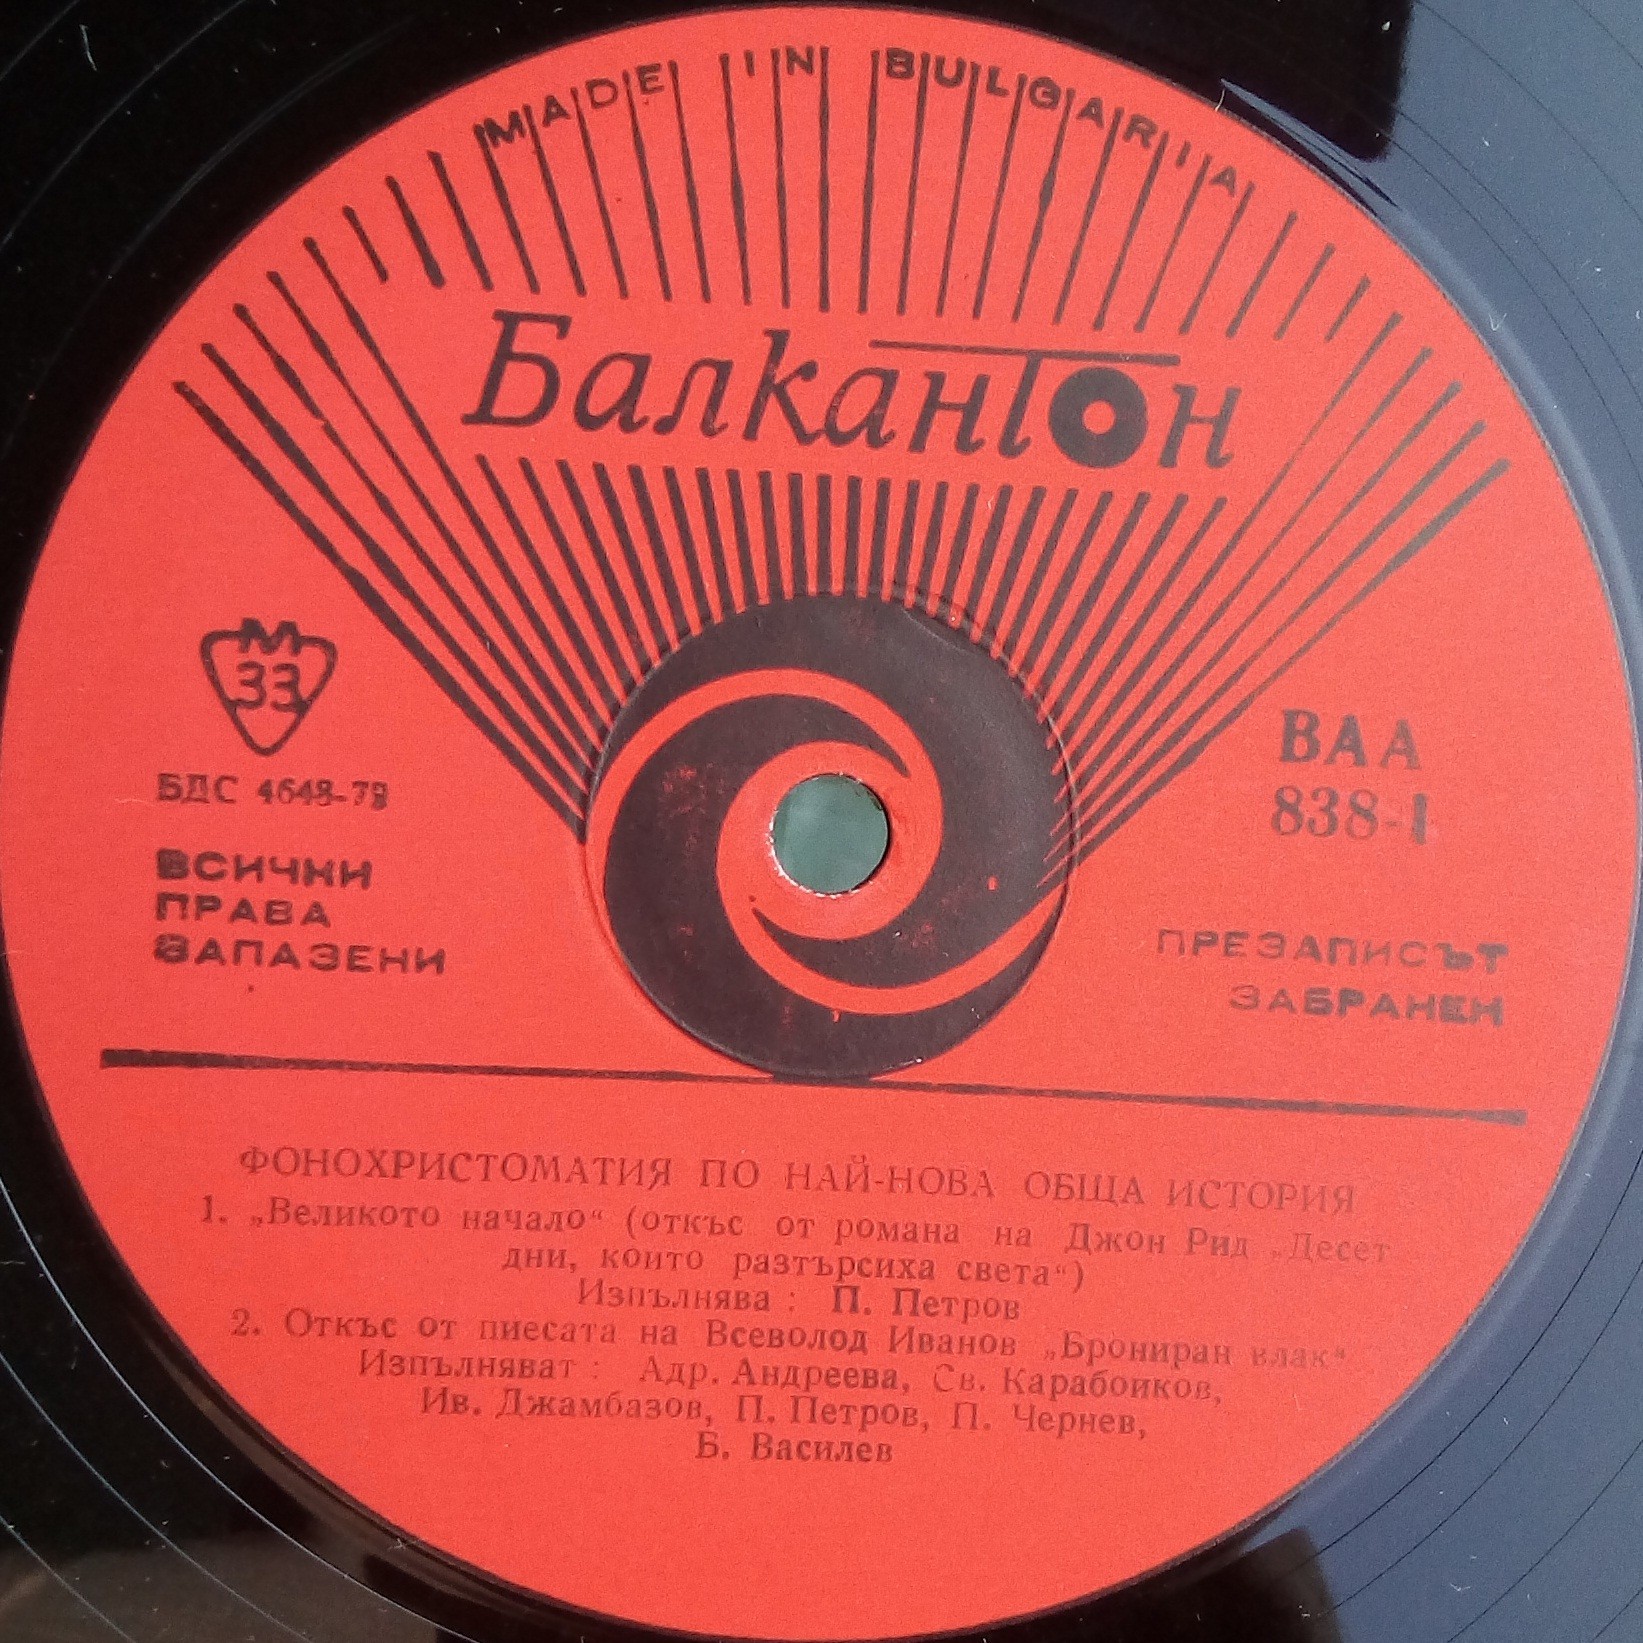 MADE IN BULGARIA
Балкантон
М
33
БДС 4648-78
ВСИЧКИ
ПРАВА
ЗАПАЗЕНИ
ВАА
838-I
ПРЕЗАПИСЪТ
ЗАБРАНЕН
ФОНОХРИСТОМАТИЯ ПО НАЙ-НОВА ОБЩА ИСТОРИЯ
1. „Великото начало“ (откъс от романа на Джон Рид „Десет
дни, които разтърсиха света“)
Изпълнява : П. Петров
2. Откъс от пиесата на Всеволод Иванов „Брониран влак“
Изпълняват : Адр. Андреева, Св. Карабойков,
Ив. Джамбазов, П. Петров, П. Чернев,
Б. Василев